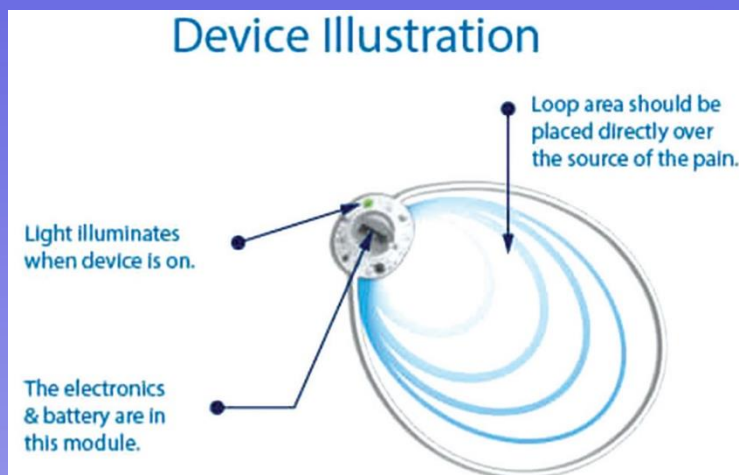 Device Illustration
Loop area should be
placed directly over
the source of the pain.
Light illuminates
when device is on.
The electronics
& battery are in
this module.